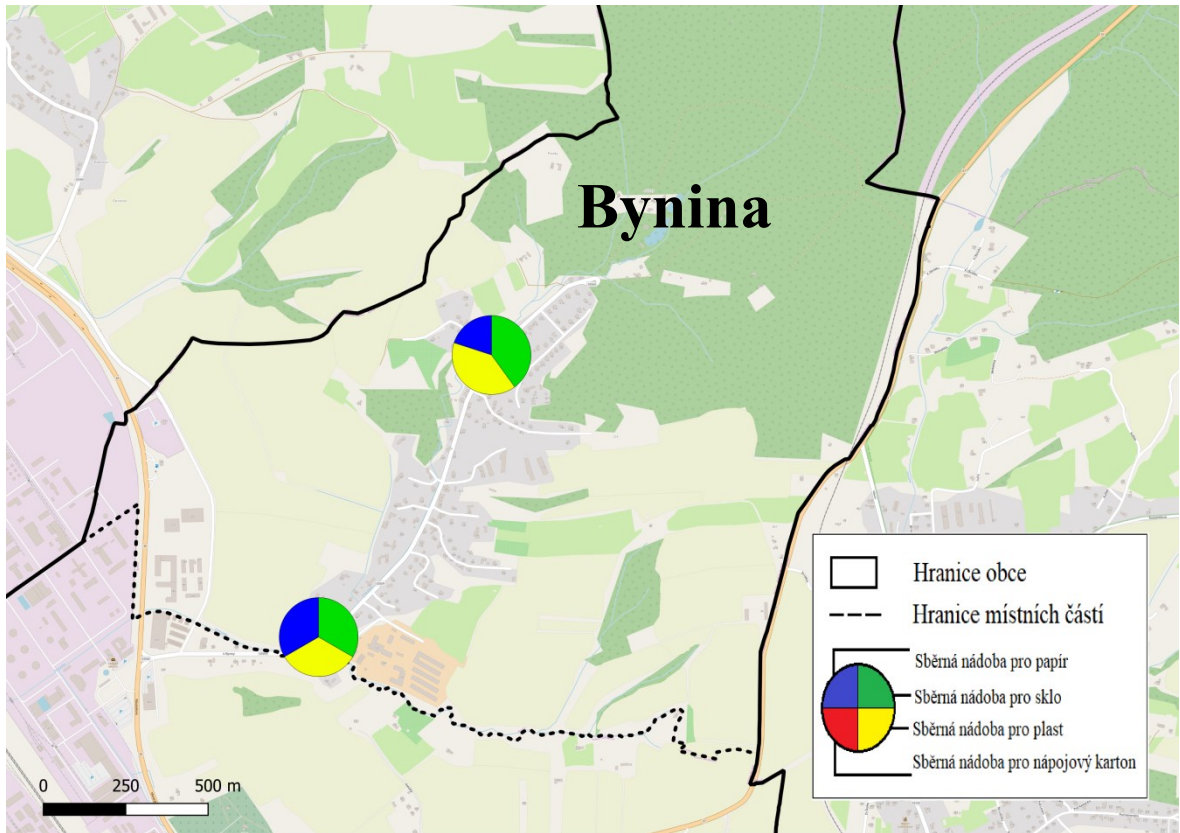 Bynina
Hranice obce
Hranice místních částí
Sběrná nádoba pro papír
Sběrná nádoba pro sklo
Sběrná nádoba pro plast
Sběrná nádoba pro nápojový karton
0 250 500 m